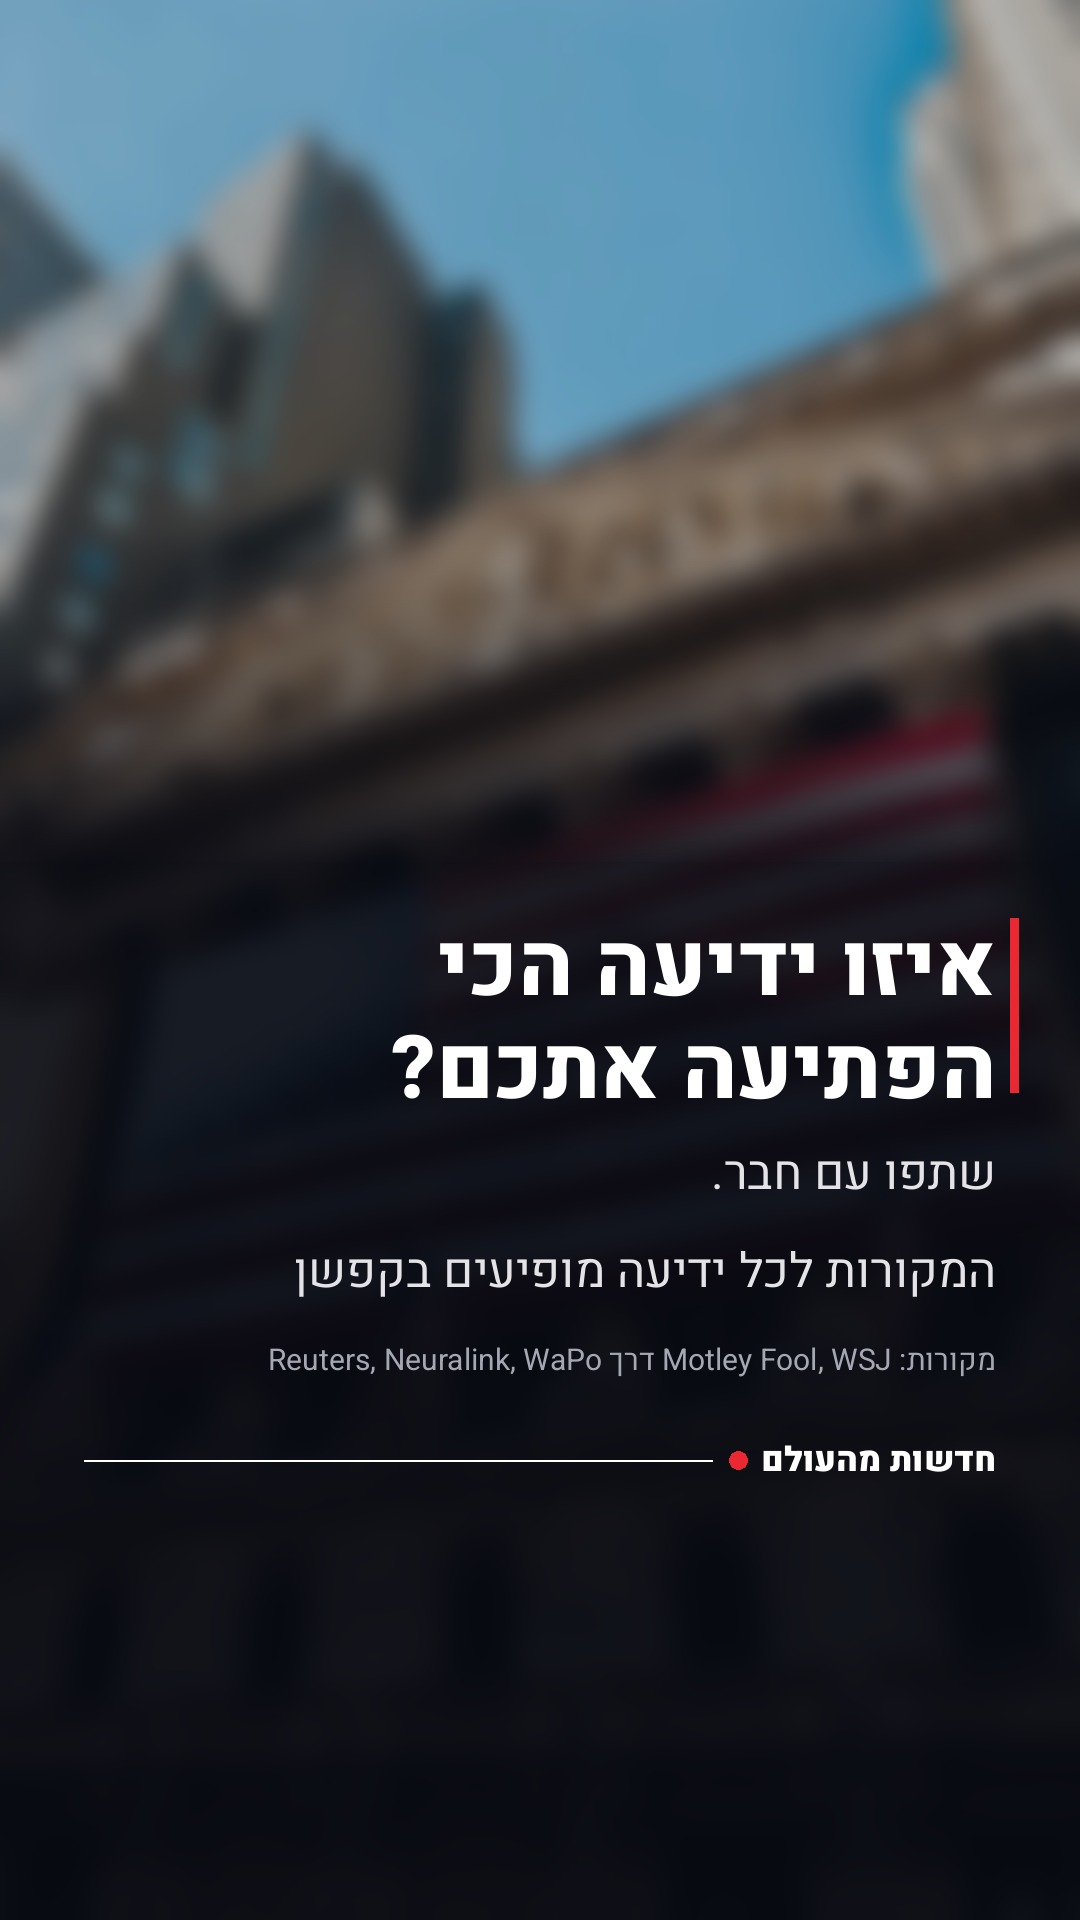 איזו ידיעה הכי
הפתיעה אתכם?
שתפו עם חבר.
המקורות לכל ידיעה מופיעים בקפשן
מקורות: Motley Fool, WSJ דרך Reuters, Neuralink, WaPo
חדשות מהעולם